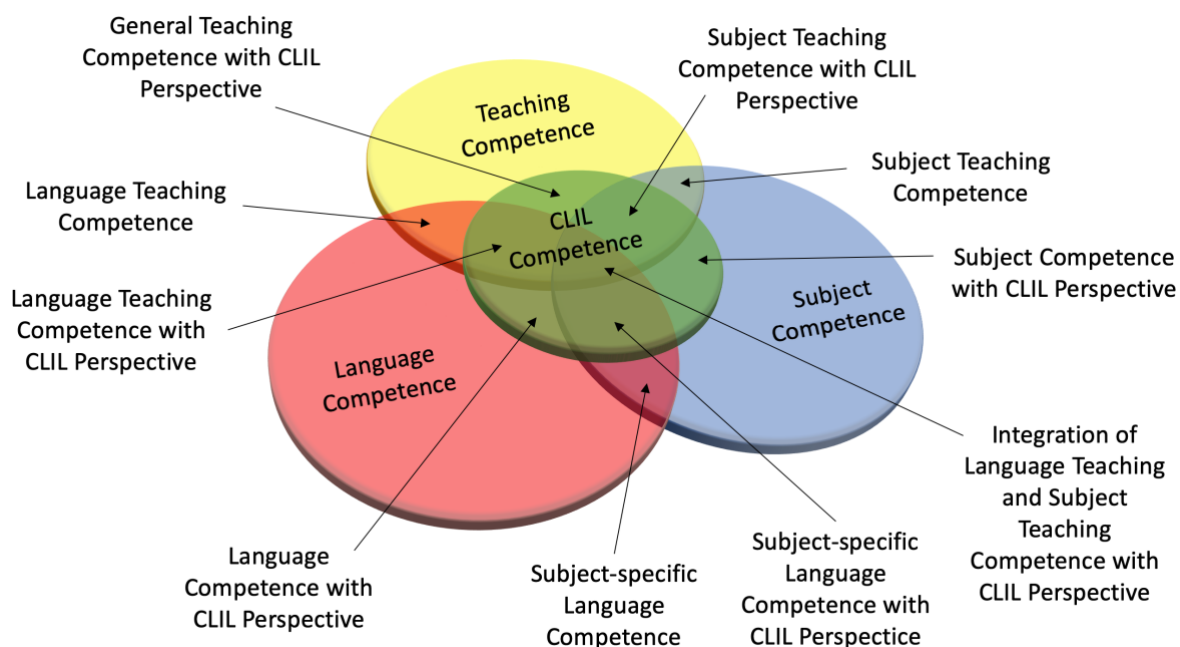 General Teaching
Competence with CLIL
Perspective
Subject Teaching
Competence with CLIL
Perspective
Teaching
Competence
Language Teaching
Competence
Subject Teaching
Competence
CLIL
Competence
Language Teaching
Competence with
CLIL Perspective
Subject Competence
with CLIL Perspective
Subject
Competence
Language
Competence
Integration of
Language Teaching
and Subject
Teaching
Competence with
CLIL Perspective
Language
Competence with
CLIL Perspective
Subject-specific
Language
Competence
Subject-specific
Language
Competence with
CLIL Perspectice